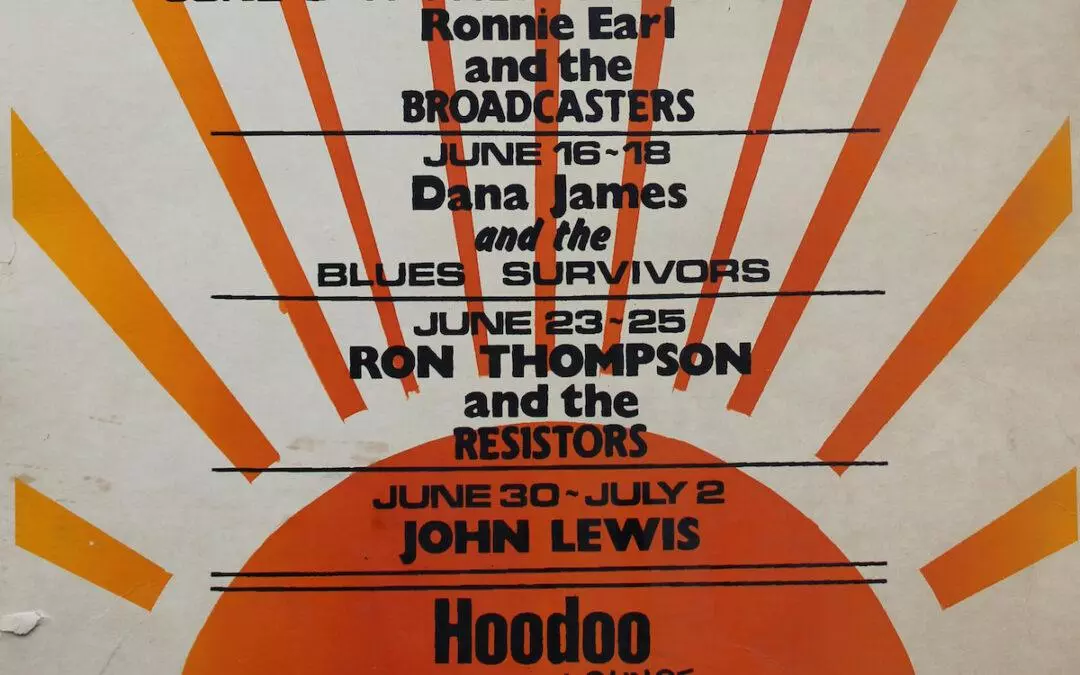 Ronnie Earl
and the
BROADCASTERS
JUNE 16~18
Dana James
and the
BLUES SURVIVORS
JUNE 23~25
RON THOMPSON
and the
RESISTORS
JUNE 30~JULY 2
JOHN LEWIS
Hoodoo